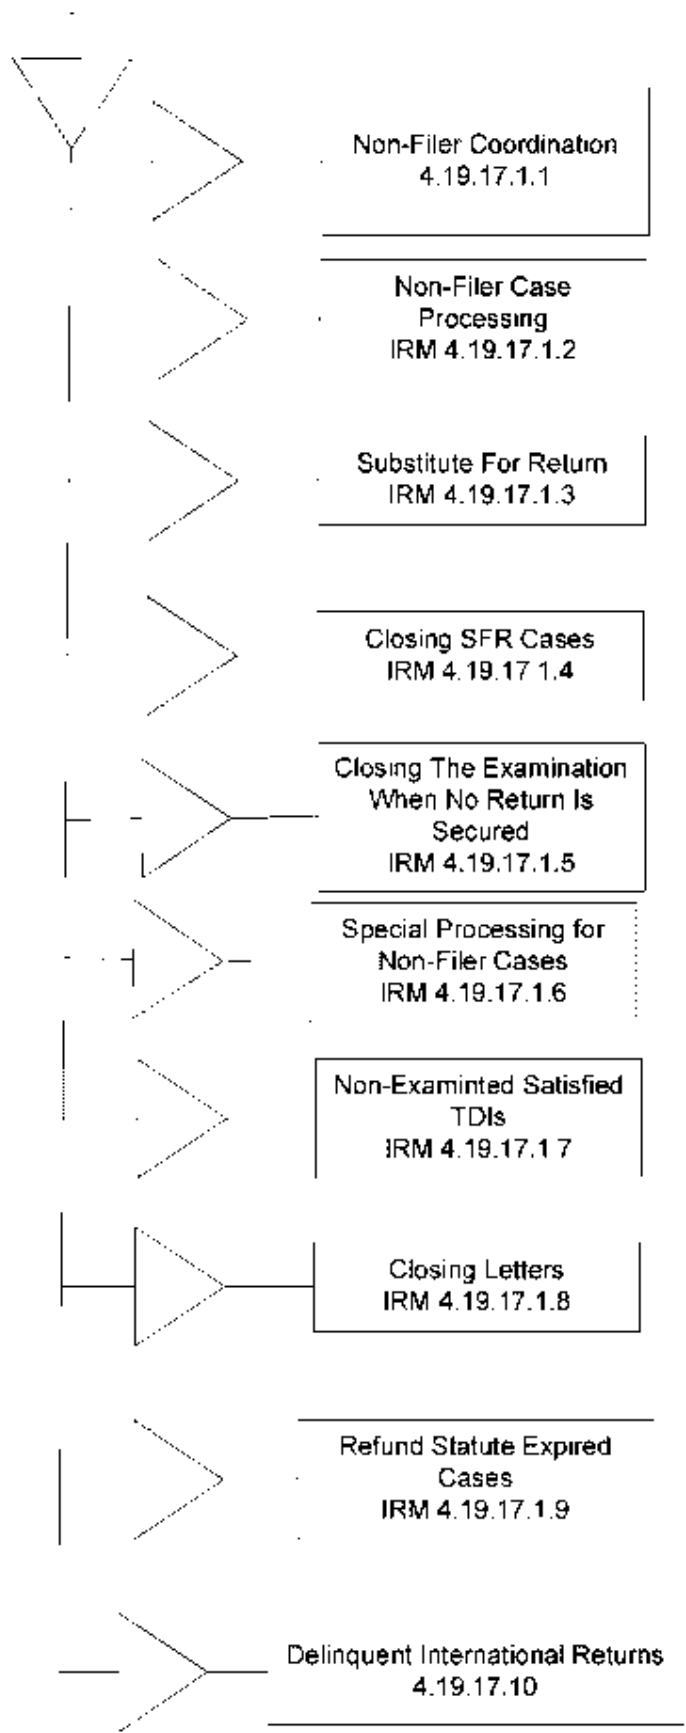 Non-Filer Coordination
4.19.17.1.1
Non-Filer Case
Processing
IRM 4.19.17.1.2
Substitute For Return
IRM 4.19.17.1.3
Closing SFR Cases
IRM 4.19.17 1.4
Closing The Examination
When No Return Is
Secured
IRM 4.19.17.1.5
Special Processing for
Non-Filer Cases
IRM 4.19.17.1.6
Non-Examinted Satisfied
TDIs
IRM 4.19.17.1 7
Closing Letters
IRM 4.19.17.1.8
Refund Statute Expired
Cases
IRM 4.19.17.1.9
Delinquent International Returns
4.19.17.10